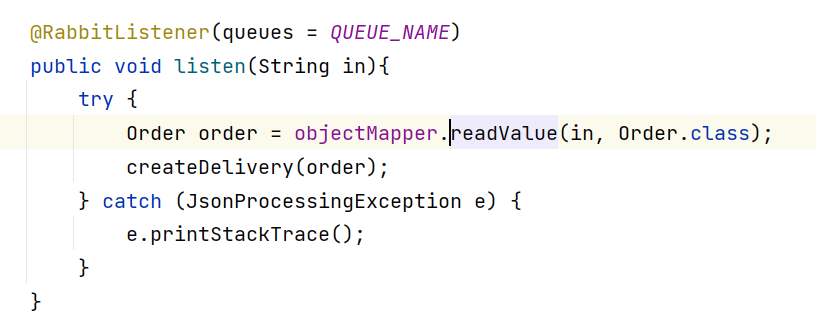 @RabbitListener(queues = QUEUE_NAME)
public void listen(String in){
    try {
        Order order = objectMapper.readValue(in, Order.class);
        createDelivery(order);
    } catch (JsonProcessingException e) {
        e.printStackTrace();
    }
}